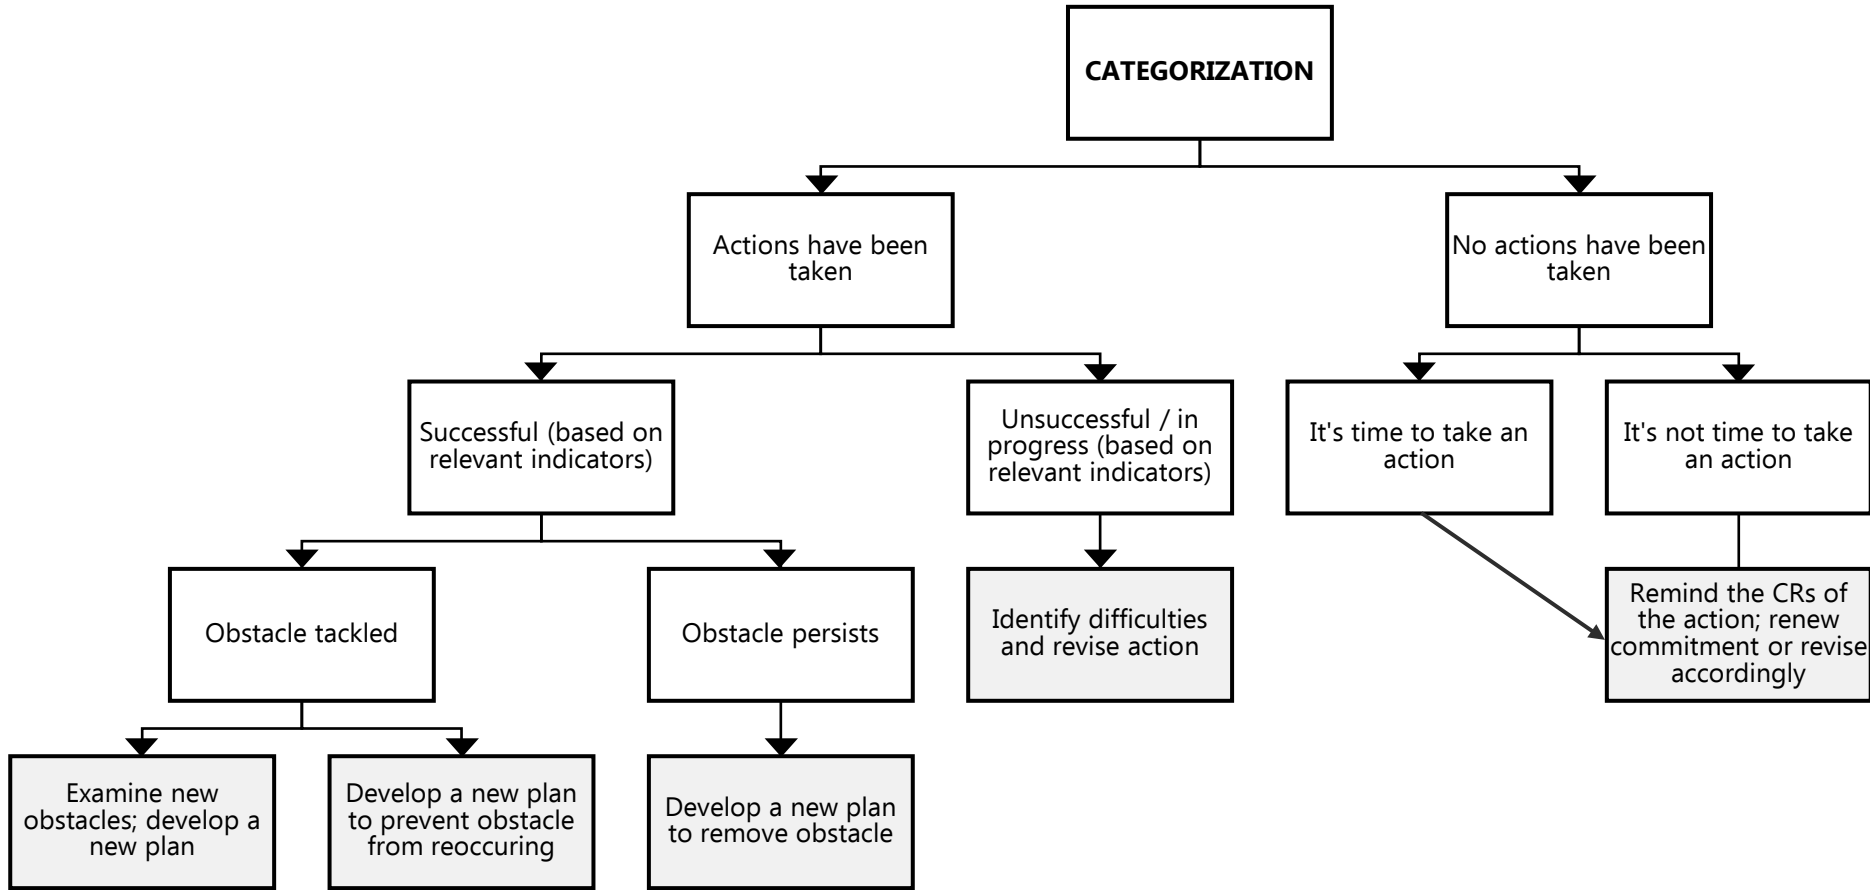 CATEGORIZATION
Actions have been
taken
No actions have been
taken
Successful (based on
relevant indicators)
Unsuccessful / in
progress (based on
relevant indicators)
It's time to take an
action
It's not time to take
an action
Obstacle tackled
Obstacle persists
Identify difficulties
and revise action
Remind the CRs of
the action; renew
commitment or revise
accordingly
Examine new
obstacles; develop a
new plan
Develop a new plan
to prevent obstacle
from reoccuring
Develop a new plan
to remove obstacle